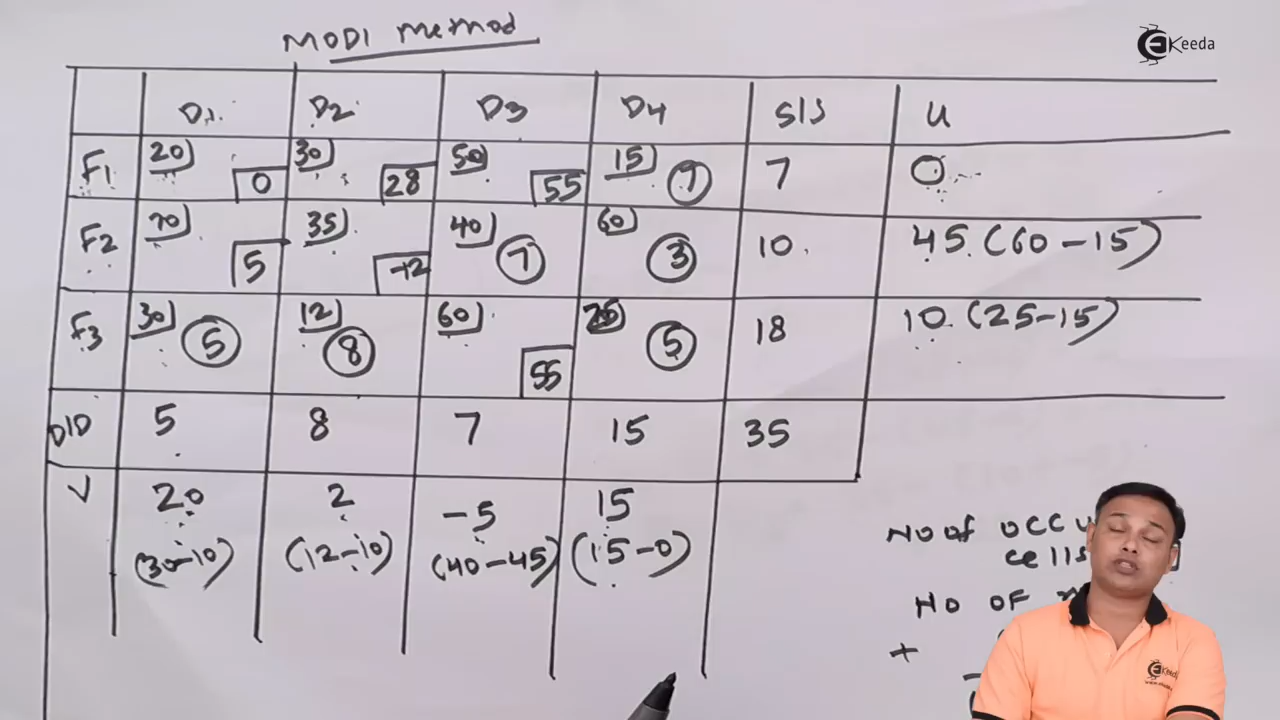 MODI Method
EKeeda
D1 D2 D3 D4 S/S U
F1 20 0 30 28 50 55 15 7 7 0
F2 70 5 35 -12 40 7 60 3 10 45 (60-15)
F3 30 5 12 8 60 55 5 18 10 (25-15)
D/D 5 8 7 15 35
V 20 2 -5 15
(30-10) (12-10) (40-45) (15-0)
No of
cells
No OF
+
EKeeda